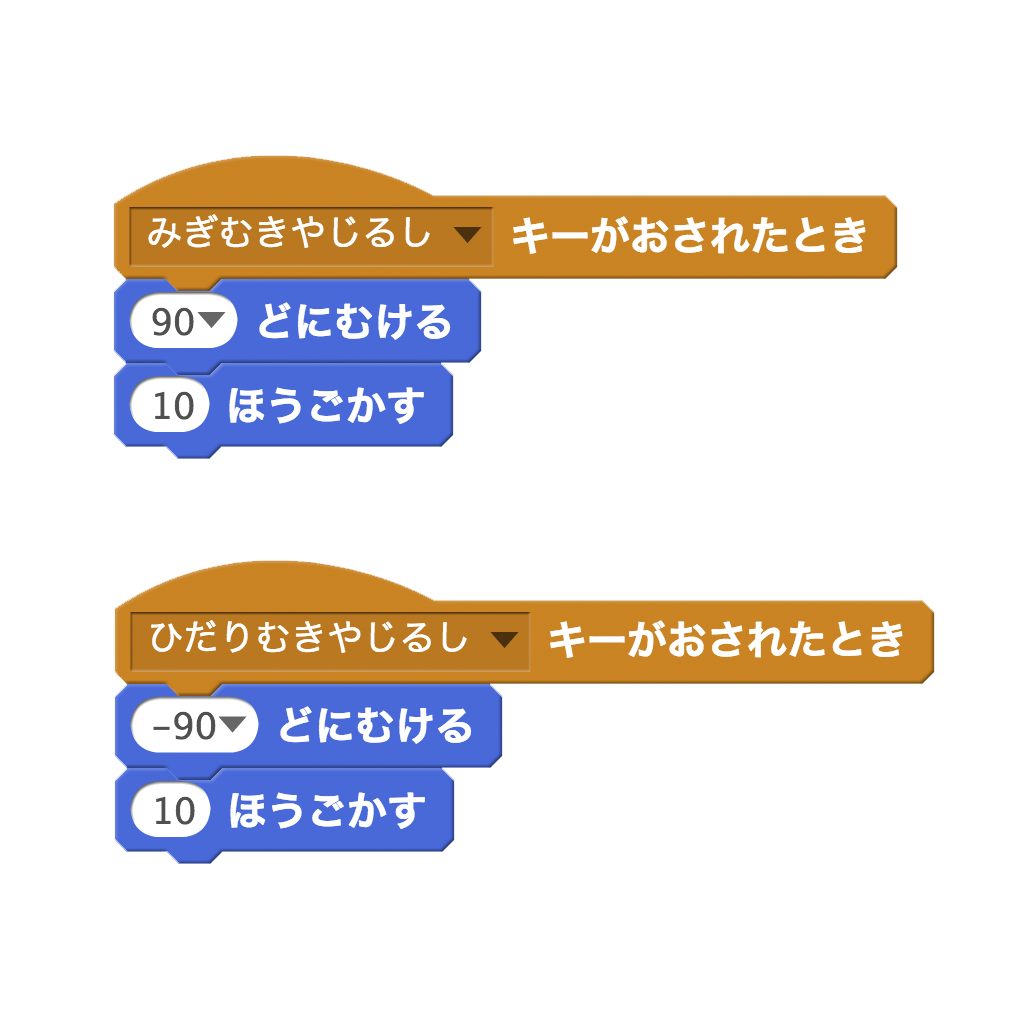 みぎむきやじるし キーがおされたとき
90 どにむける
10 ほうごかす
ひだりむきやじるし キーがおされたとき
-90 どにむける
10 ほうごかす